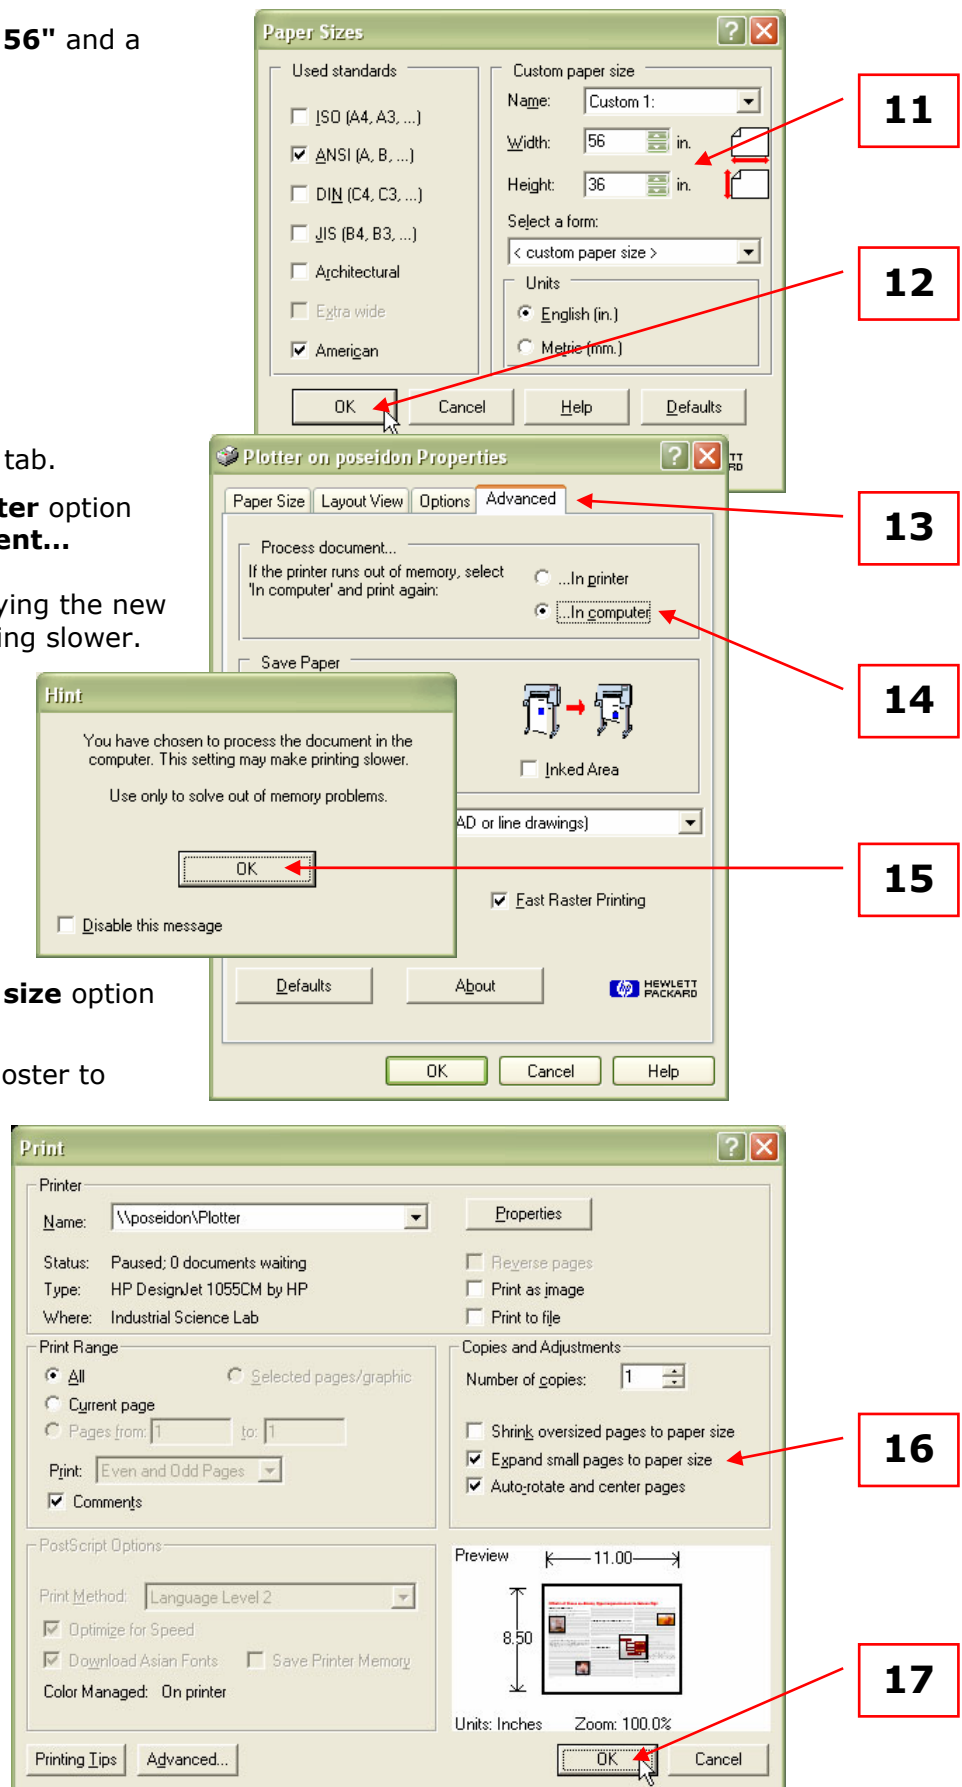 56" and a
Paper Sizes
Used standards
ISO (A4, A3, ...)
ANSI (A, B, ...)
DIN (C4, C3, ...)
JIS (B4, B3, ...)
Architectural
Extra wide
American
Custom paper size
Name: Custom 1:
Width: 56 in.
Height: 36 in.
Select a form:
< custom paper size >
Units
English (in.)
Metric (mm.)
OK Cancel Help Defaults
11
12
tab.
ter option
ent...
ying the new
ing slower.
Plotter on poseidon Properties
Paper Size Layout View Options Advanced
Process document...
If the printer runs out of memory, select
'In computer' and print again:
...In printer
...In computer
Save Paper
Inked Area
AD or line drawings)
Fast Raster Printing
Defaults About
HEWLETT
PACKARD
OK Cancel Help
13
14
15
Hint
You have chosen to process the document in the
computer. This setting may make printing slower.
Use only to solve out of memory problems.
OK
Disable this message
size option
oster to
Print
Printer
Name: \\poseidon\Plotter
Properties
Status: Paused; 0 documents waiting
Type: HP DesignJet 1055CM by HP
Where: Industrial Science Lab
Reverse pages
Print as image
Print to file
Print Range
All
Selected pages/graphic
Current page
Pages from: 1 to: 1
Print: Even and Odd Pages
Comments
Copies and Adjustments
Number of copies: 1
Shrink oversized pages to paper size
Expand small pages to paper size
Auto-rotate and center pages
16
PostScript Options
Print Method: Language Level 2
Optimize for Speed
Download Asian Fonts Save Printer Memory
Color Managed: On printer
Preview
11.00
8.50
Units: Inches Zoom: 100.0%
17
Printing Tips Advanced...
OK Cancel